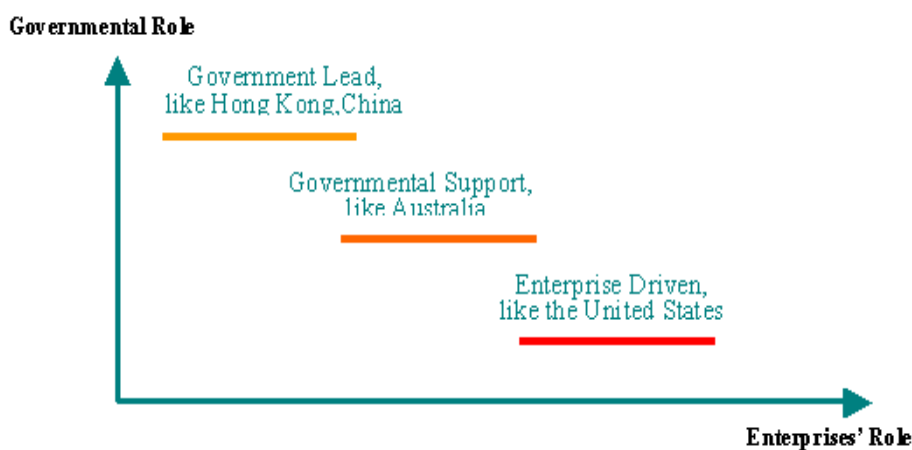 Governmental Role
Government Lead,
like Hong Kong,China
Governmental Support,
like Australia
Enterprise Driven,
like the United States
Enterprises' Role